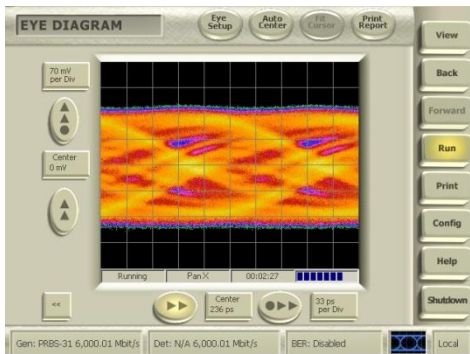 EYE DIAGRAM
Eye
Setup
Auto
Center
Fit
Cursor
Print
Report
View
Back
Forward
Run
Print
Config
Help
Shutdown
70 mV
per Div
Center
0 mV
Running
Pan X
00:02:27
<<
Center
236 ps
33 ps
per Div
Gen: PRBS-31 6,000.01 Mbit/s
Det: N/A 6,000.01 Mbit/s
BER: Disabled
Local